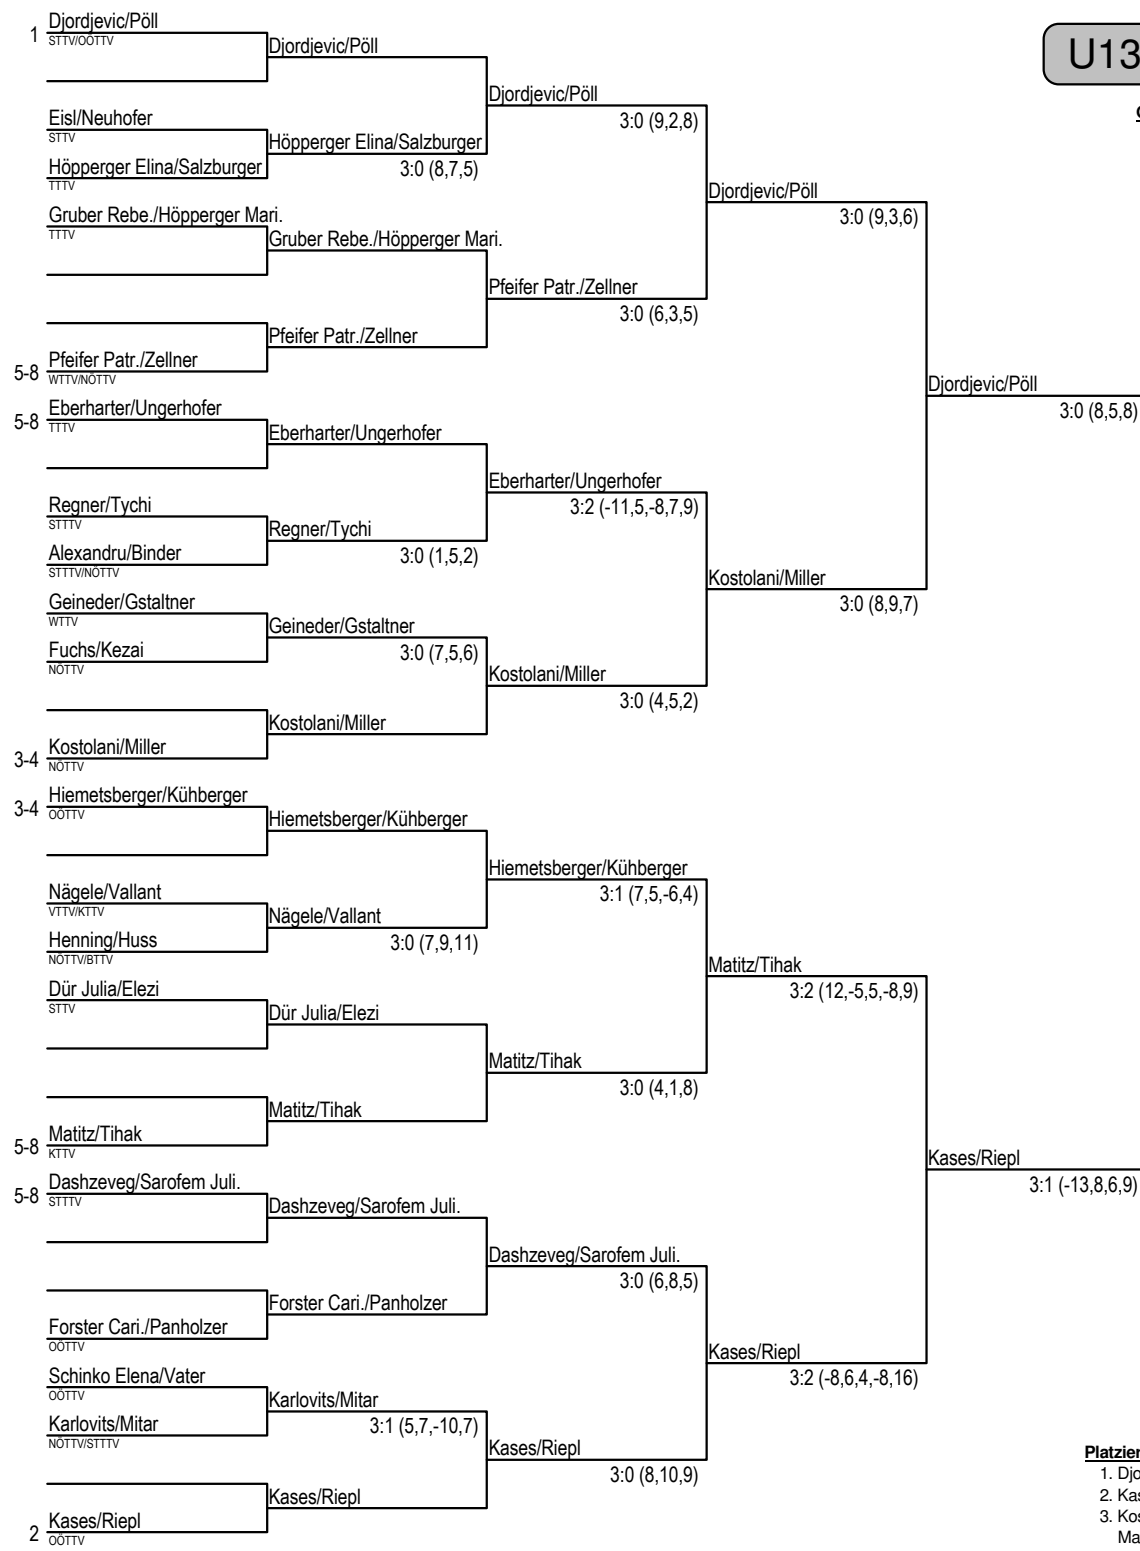 U13
1 Djordjevic/Pöll
STTV/OÖTTV
Djordjevic/Pöll
Djordjevic/Pöll
3:0 (9,2,8)
Eisl/Neuhofer
STTV
Höpperger Elina/Salzburger
3:0 (8,7,5)
Höpperger Elina/Salzburger
TTTV
Djordjevic/Pöll
3:0 (9,3,6)
Gruber Rebe./Höpperger Mari.
TTTV
Gruber Rebe./Höpperger Mari.
Pfeifer Patr./Zellner
3:0 (6,3,5)
Pfeifer Patr./Zellner
5-8 Pfeifer Patr./Zellner
WTTV/NÖTTV
Djordjevic/Pöll
3:0 (8,5,8)
5-8 Eberharter/Ungerhofer
TTTV
Eberharter/Ungerhofer
Eberharter/Ungerhofer
3:2 (-11,5,-8,7,9)
Regner/Tychi
STTTV
Regner/Tychi
3:0 (1,5,2)
Alexandru/Binder
STTTV/NÖTTV
Kostolani/Miller
3:0 (8,9,7)
Geineder/Gstaltner
WTTV
Geineder/Gstaltner
3:0 (7,5,6)
Fuchs/Kezai
NÖTTV
Kostolani/Miller
3:0 (4,5,2)
Kostolani/Miller
3-4 Kostolani/Miller
NÖTTV
3-4 Hiemetsberger/Kühberger
OÖTTV
Hiemetsberger/Kühberger
Hiemetsberger/Kühberger
3:1 (7,5,-6,4)
Nägele/Vallant
VTTV/KTTV
Nägele/Vallant
3:0 (7,9,11)
Henning/Huss
NÖTTV/BTTV
Matitz/Tihak
3:2 (12,-5,5,-8,9)
Dür Julia/Elezi
STTV
Dür Julia/Elezi
Matitz/Tihak
3:0 (4,1,8)
Matitz/Tihak
5-8 Matitz/Tihak
KTTV
Kases/Riepl
3:1 (-13,8,6,9)
5-8 Dashzeveg/Sarofem Juli.
STTTV
Dashzeveg/Sarofem Juli.
Dashzeveg/Sarofem Juli.
3:0 (6,8,5)
Forster Cari./Panholzer
Forster Cari./Panholzer
OÖTTV
Kases/Riepl
3:2 (-8,6,4,-8,16)
Schinko Elena/Vater
OÖTTV
Karlovits/Mitar
3:1 (5,7,-10,7)
Karlovits/Mitar
NÖTTV/STTTV
Kases/Riepl
3:0 (8,10,9)
Kases/Riepl
2 Kases/Riepl
OÖTTV
Platzier
1. Djo
2. Kas
3. Kos
Ma